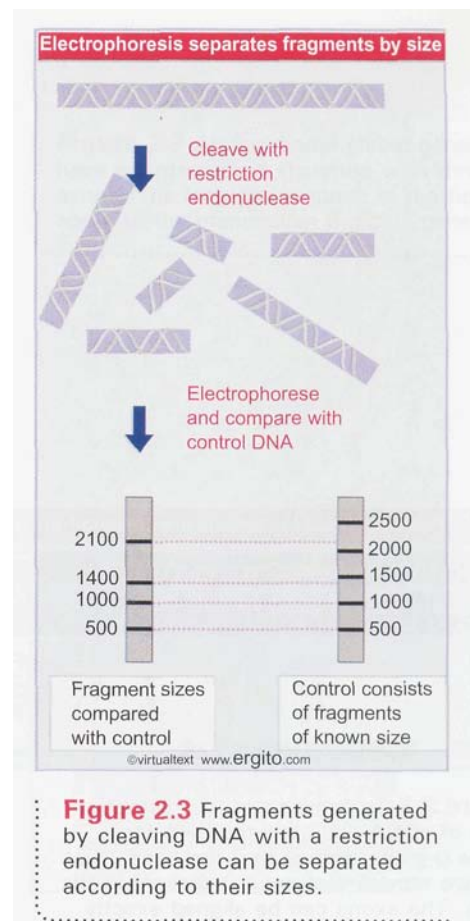 Electrophoresis separates fragments by size
Cleave with
restriction
endonuclease
Electrophorese
and compare with
control DNA
2100
1400
1000
500
2500
2000
1500
1000
500
Fragment sizes
compared
with control
Control consists
of fragments
of known size
©virtualtext www.ergito.com
Figure 2.3 Fragments generated
by cleaving DNA with a restriction
endonuclease can be separated
according to their sizes.